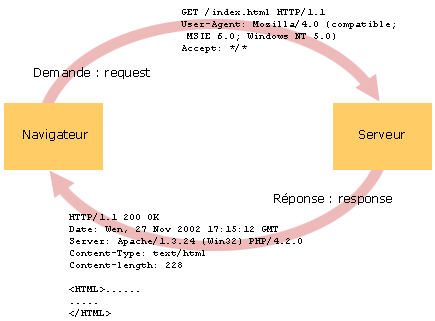 GET /index.html HTTP/1.1
User-Agent: Mozilla/4.0 (compatible;
MSIE 6.0; Windows NT 5.0)
Accept: */*
Demande : request
Navigateur
Serveur
Réponse : response
HTTP/1.1 200 OK
Date: Wen, 27 Nov 2002 17:15:12 GMT
Server: Apache/1.3.24 (Win32) PHP/4.2.0
Content-Type: text/html
Content-length: 228
<HTML>......
.....
</HTML>